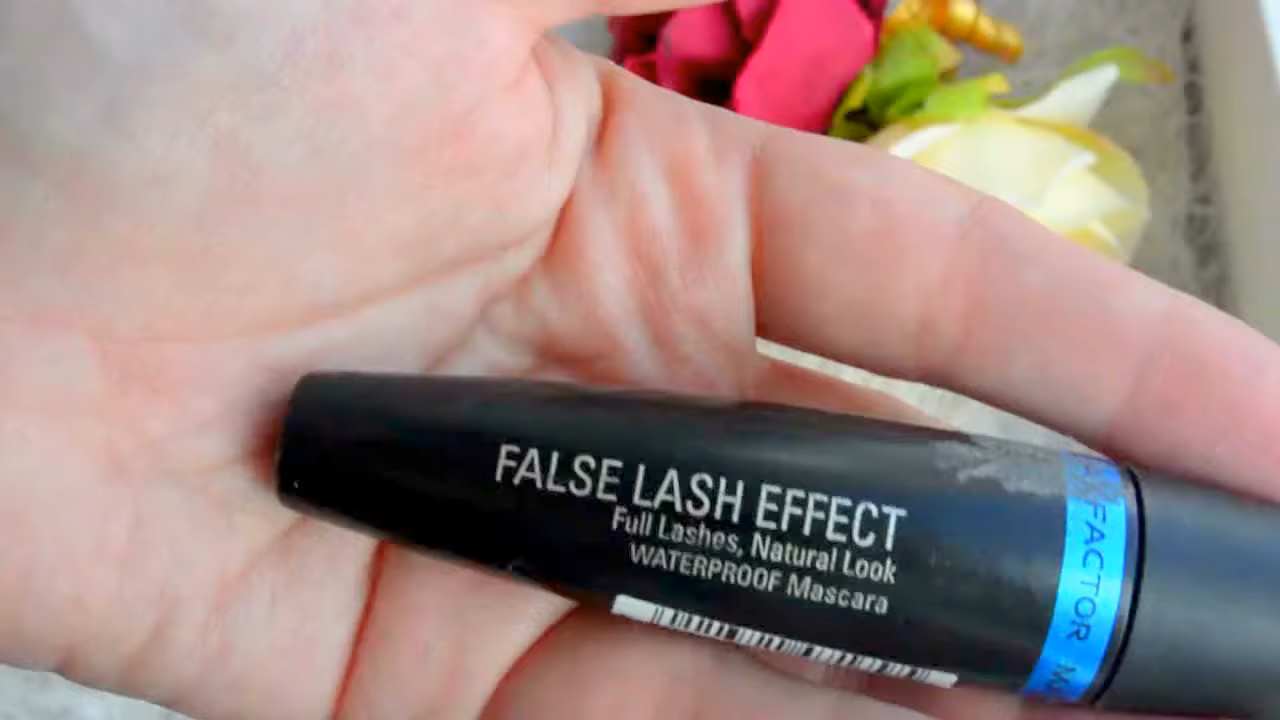 FALSE LASH EFFECT
Full Lashes, Natural Look
WATERPROOF Mascara
FACTOR